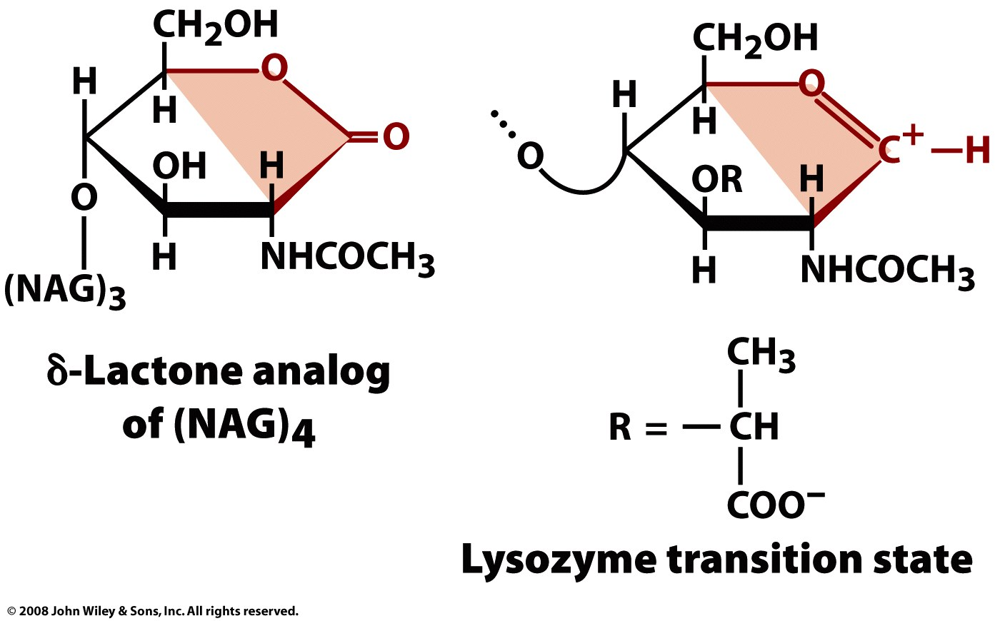 CH₂OH
H
O
H
O
OH
H
O
H
NHCOCH₃
(NAG)₃
δ-Lactone analog
of (NAG)₄
CH₂OH
H
O
H
C⁺ —H
O
OR
H
H
NHCOCH₃
CH₃
R = —CH
COO⁻
Lysozyme transition state
© 2008 John Wiley & Sons, Inc. All rights reserved.